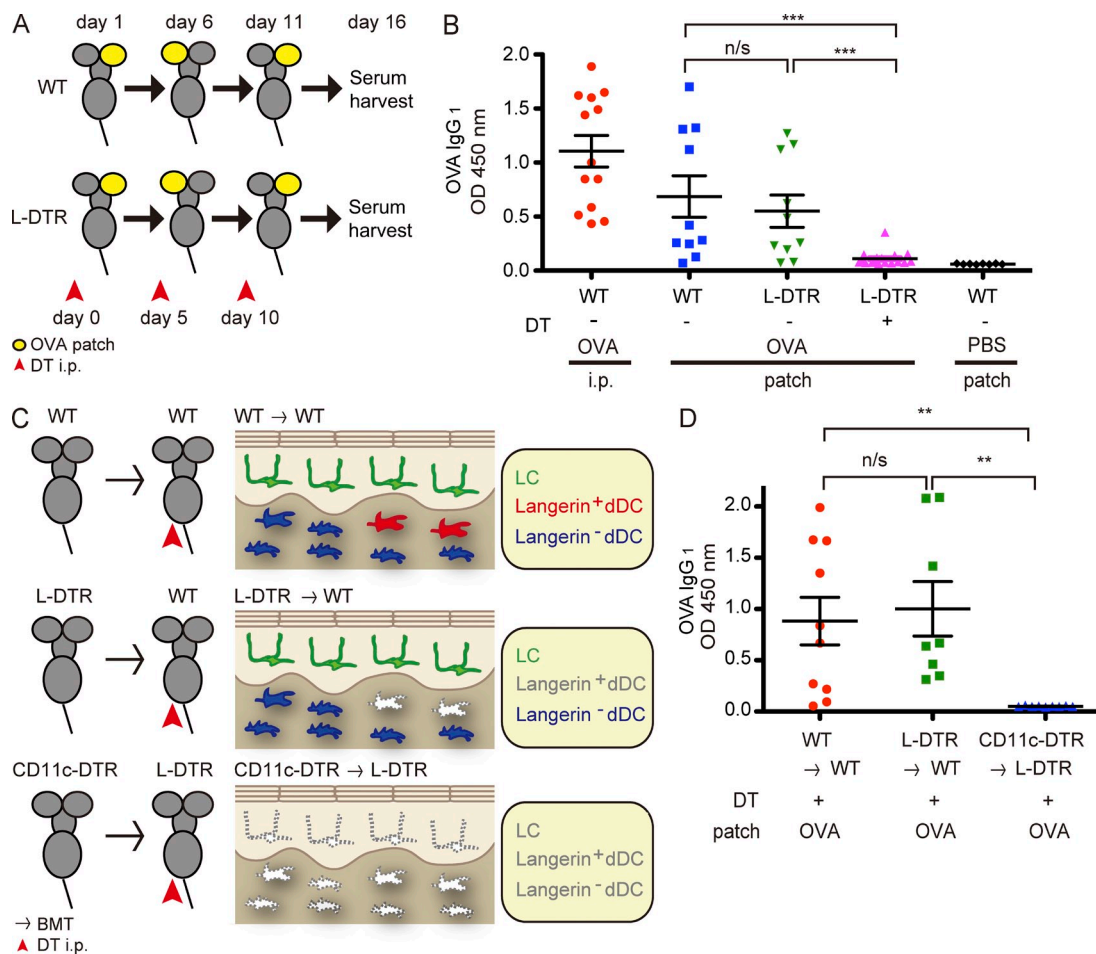 A
day 1 day 6 day 11 day 16
WT
Serum
harvest
L-DTR
Serum
harvest
day 0 day 5 day 10
OVA patch
DT i.p.
B
***
n/s ***
OVA IgG 1
OD 450 nm
2.0
1.5
1.0
0.5
0.0
WT WT L-DTR L-DTR WT
DT - - - + -
OVA OVA PBS
i.p. patch patch
C
WT WT WT → WT
LC
Langerin + dDC
Langerin - dDC
L-DTR WT L-DTR → WT
LC
Langerin + dDC
Langerin - dDC
CD11c-DTR L-DTR CD11c-DTR → L-DTR
LC
Langerin + dDC
Langerin - dDC
→ BMT
DT i.p.
D
**
n/s **
OVA IgG 1
OD 450 nm
2.0
1.5
1.0
0.5
0.0
WT L-DTR CD11c-DTR
→ WT → WT → L-DTR
DT + + +
patch OVA OVA OVA